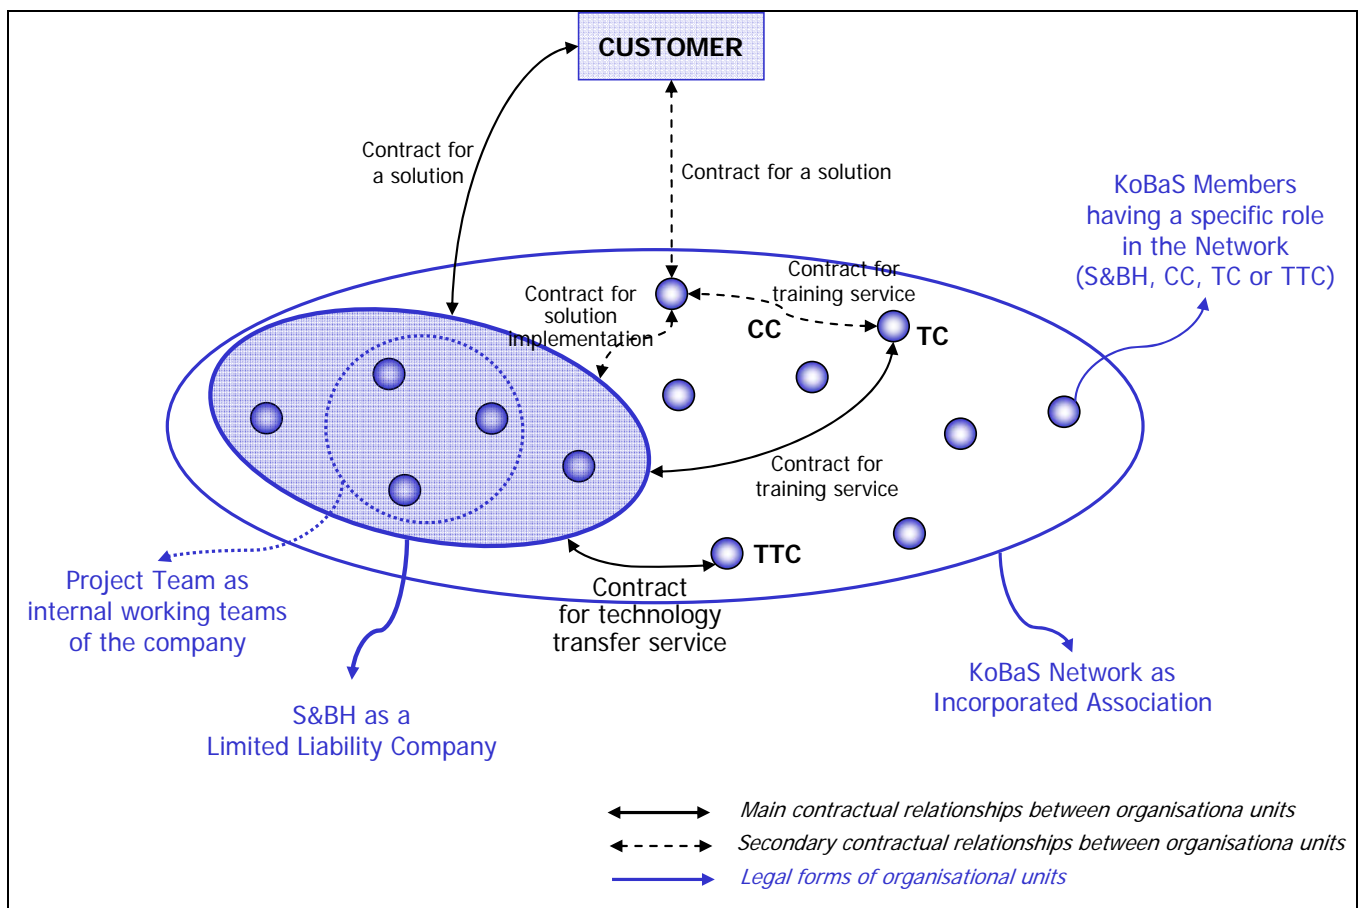 CUSTOMER
Contract for
a solution
Contract for a solution
KoBaS Members
having a specific role
in the Network
(S&BH, CC, TC or TTC)
Contract for
training service
Contract for
solution
implementation
CC
TC
Contract for
training service
TTC
Contract
for technology
transfer service
Project Team as
internal working teams
of the company
S&BH as a
Limited Liability Company
KoBaS Network as
Incorporated Association
Main contractual relationships between organisationa units
Secondary contractual relationships between organisationa units
Legal forms of organisational units